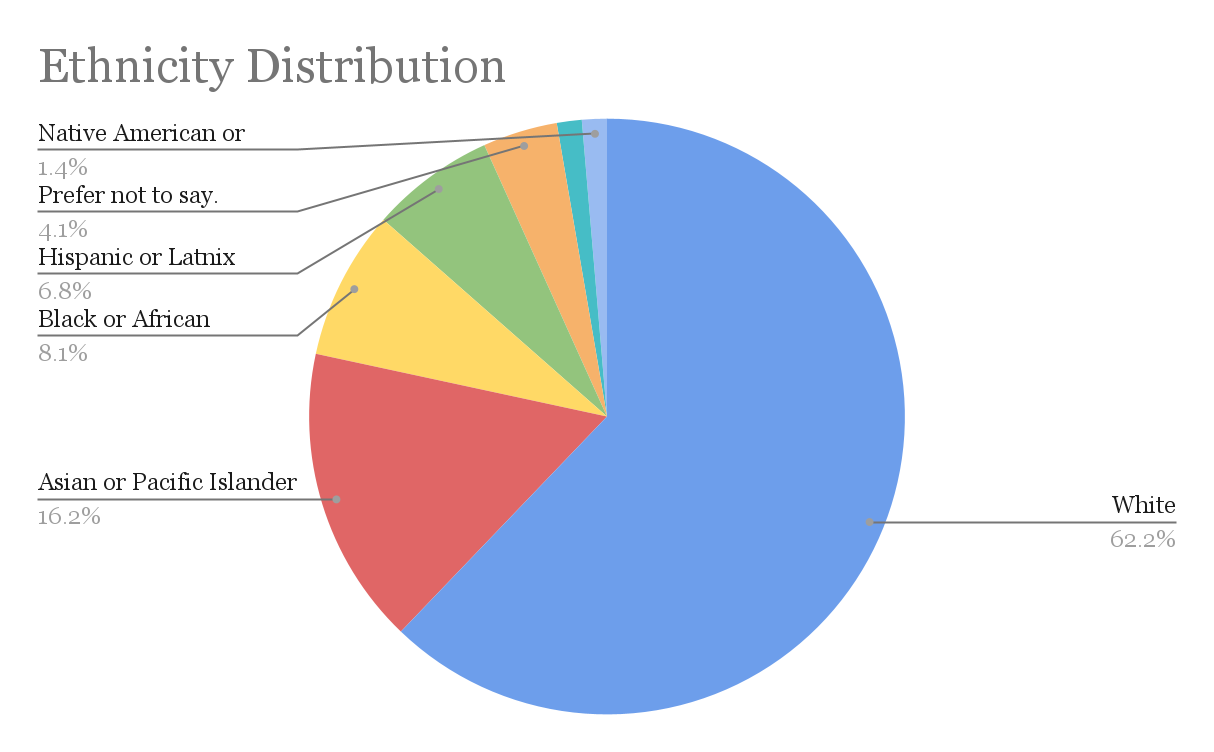 Ethnicity Distribution
Native American or
1.4%
Prefer not to say.
4.1%
Hispanic or Latnix
6.8%
Black or African
8.1%
Asian or Pacific Islander
16.2%
White
62.2%